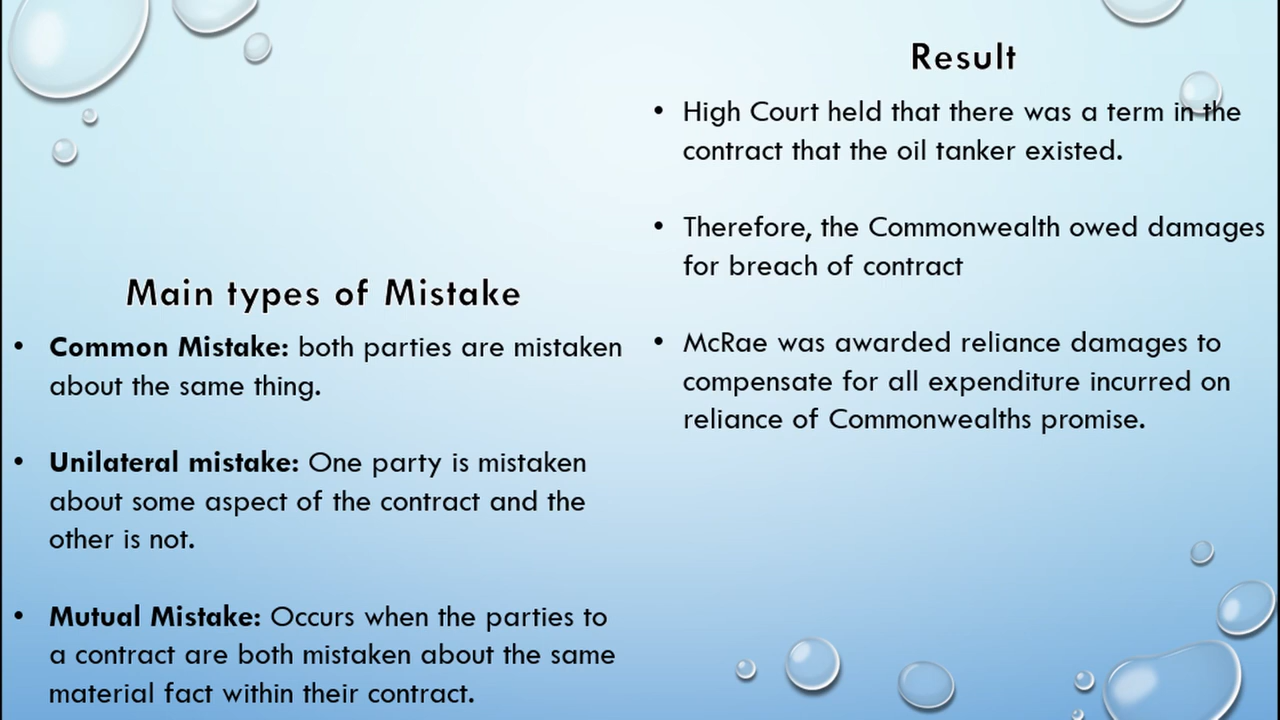 Main types of Mistake
• Common Mistake: both parties are mistaken
about the same thing.
• Unilateral mistake: One party is mistaken
about some aspect of the contract and the
other is not.
• Mutual Mistake: Occurs when the parties to
a contract are both mistaken about the same
material fact within their contract.
Result
• High Court held that there was a term in the
contract that the oil tanker existed.
• Therefore, the Commonwealth owed damages
for breach of contract
• McRae was awarded reliance damages to
compensate for all expenditure incurred on
reliance of Commonwealths promise.